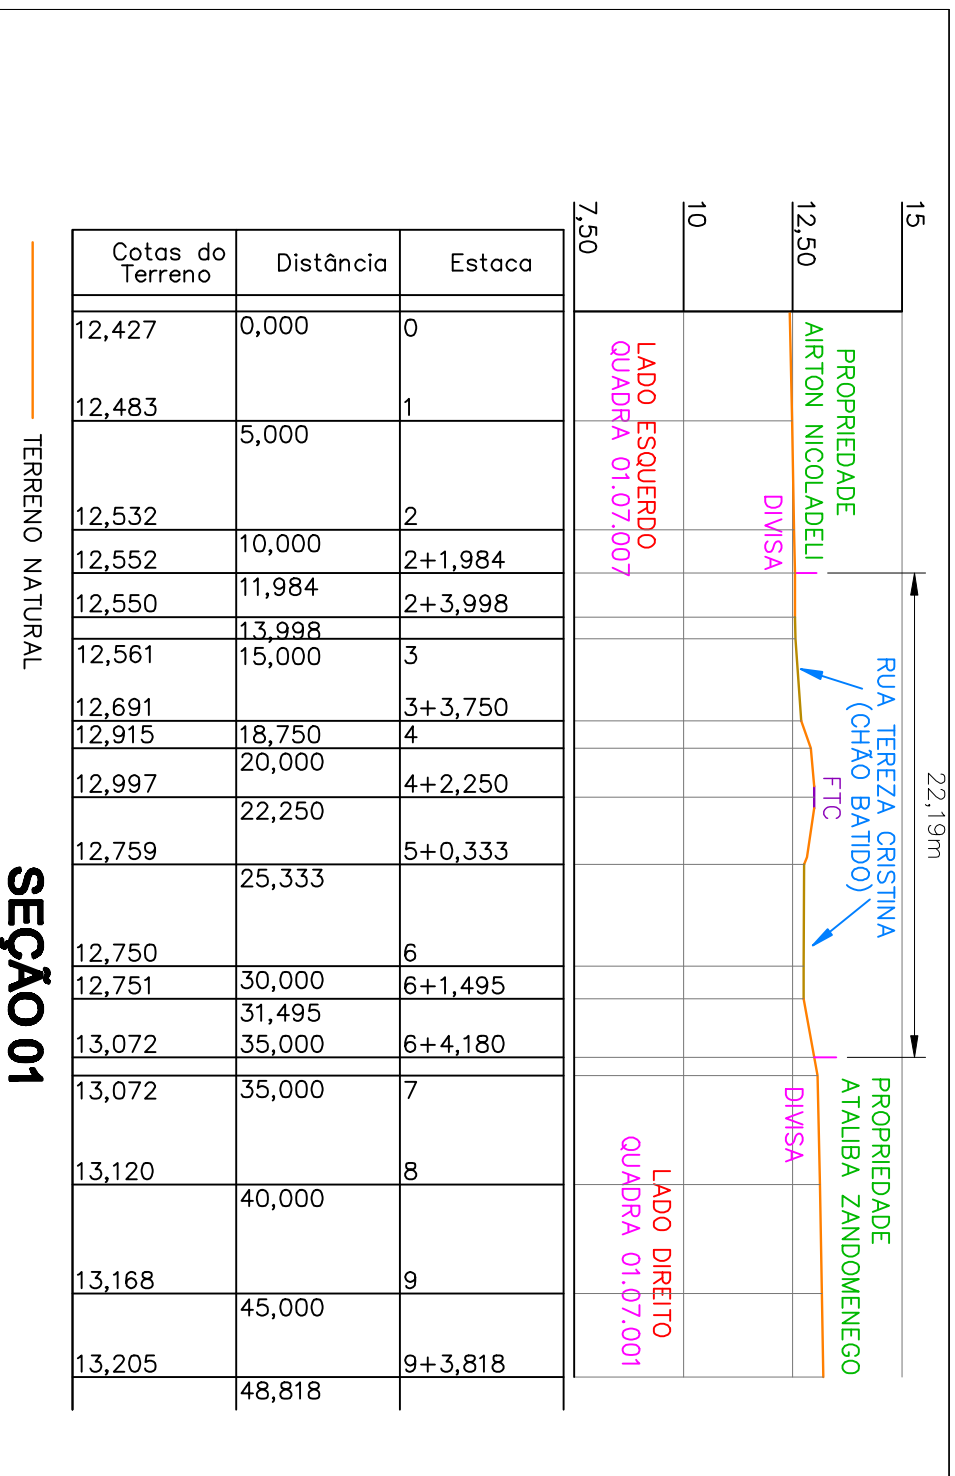 15
12,50
10
7,50
22,19m
PROPRIEDADE
AIRTON NICOLADELI
DIVISA
LADO ESQUERDO
QUADRA 01.07.007
RUA TEREZA CRISTINA
(CHÃO BATIDO)
FTC
PROPRIEDADE
ATALIBA ZANDOMENEGO
DIVISA
LADO DIREITO
QUADRA 01.07.001
Cotas do Terreno Distância Estaca
12,427 0,000 0
12,483 1
5,000
12,532 2
10,000
12,552 2+1,984
11,984
12,550 2+3,998
13,998
12,561 15,000 3
12,691 3+3,750
12,915 18,750 4
20,000
12,997 4+2,250
22,250
12,759 5+0,333
25,333
12,750 6
12,751 30,000 6+1,495
31,495
13,072 35,000 6+4,180
13,072 35,000 7
13,120 8
40,000
13,168 9
45,000
13,205 9+3,818
48,818
TERRENO NATURAL
SEÇÃO 01